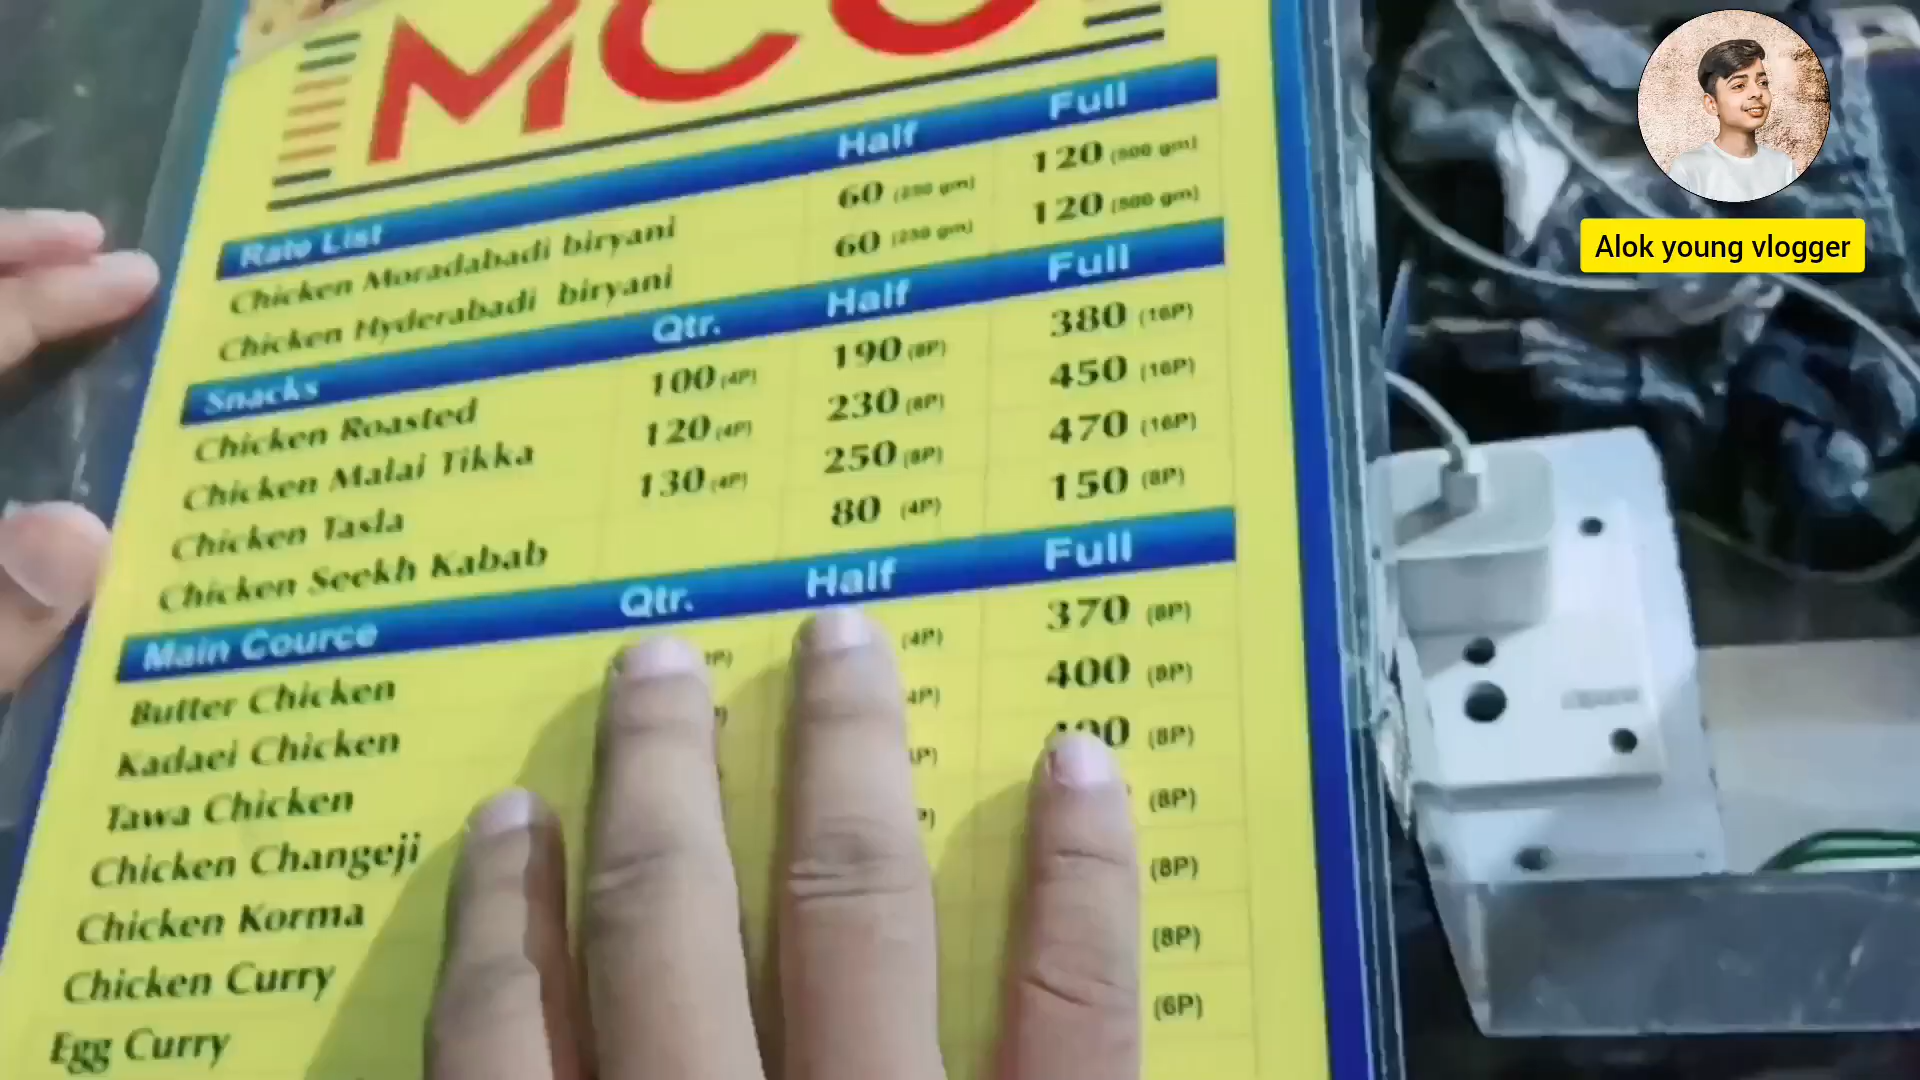 MCC
Rate List Half Full
Chicken Moradabadi biryani 60 (250 gm) 120 (500 gm)
Chicken Hyderabadi biryani 60 (250 gm) 120 (500 gm)
Snacks Qtr. Half Full
Chicken Roasted 100 (4P) 190 (8P) 380 (16P)
Chicken Malai Tikka 120 (4P) 230 (8P) 450 (16P)
Chicken Tasla 130 (4P) 250 (8P) 470 (16P)
Chicken Seekh Kabab 80 (4P) 150 (8P)
Main Cource Qtr. Half Full
Butter Chicken (4P) 370 (8P)
Kadaei Chicken 4P) 400 (8P)
Tawa Chicken (8P)
Chicken Changeji (8P)
Chicken Korma (8P)
Chicken Curry (8P)
Egg Curry (6P)
Alok young vlogger